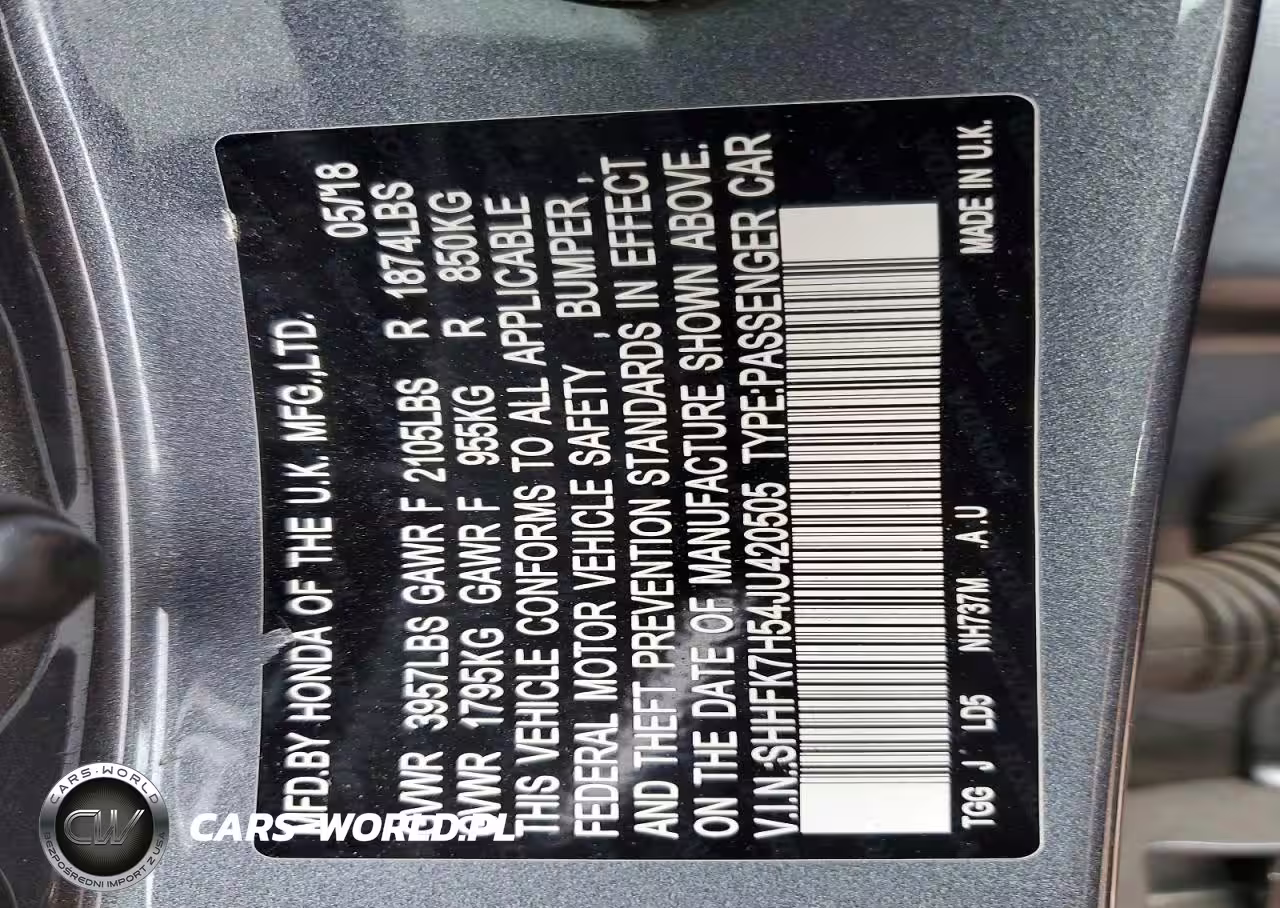 MFD.BY HONDA OF THE U.K. MFG.,LTD.
05/18
GVWR 3957LBS GAWR F 2105LBS R 1874LBS
GVWR 1795KG GAWR F 955KG R 850KG
THIS VEHICLE CONFORMS TO ALL APPLICABLE
FEDERAL MOTOR VEHICLE SAFETY , BUMPER ,
AND THEFT PREVENTION STANDARDS IN EFFECT
ON THE DATE OF MANUFACTURE SHOWN ABOVE.
V.I.N.SHHFK7H54JU420505 TYPE:PASSENGER CAR
TGG J LD5 NH737M .A.U MADE IN U.K.
CARS-WORLD
CW
BEZPOŚREDNI IMPORT Z USA
CARS-WORLD.PL